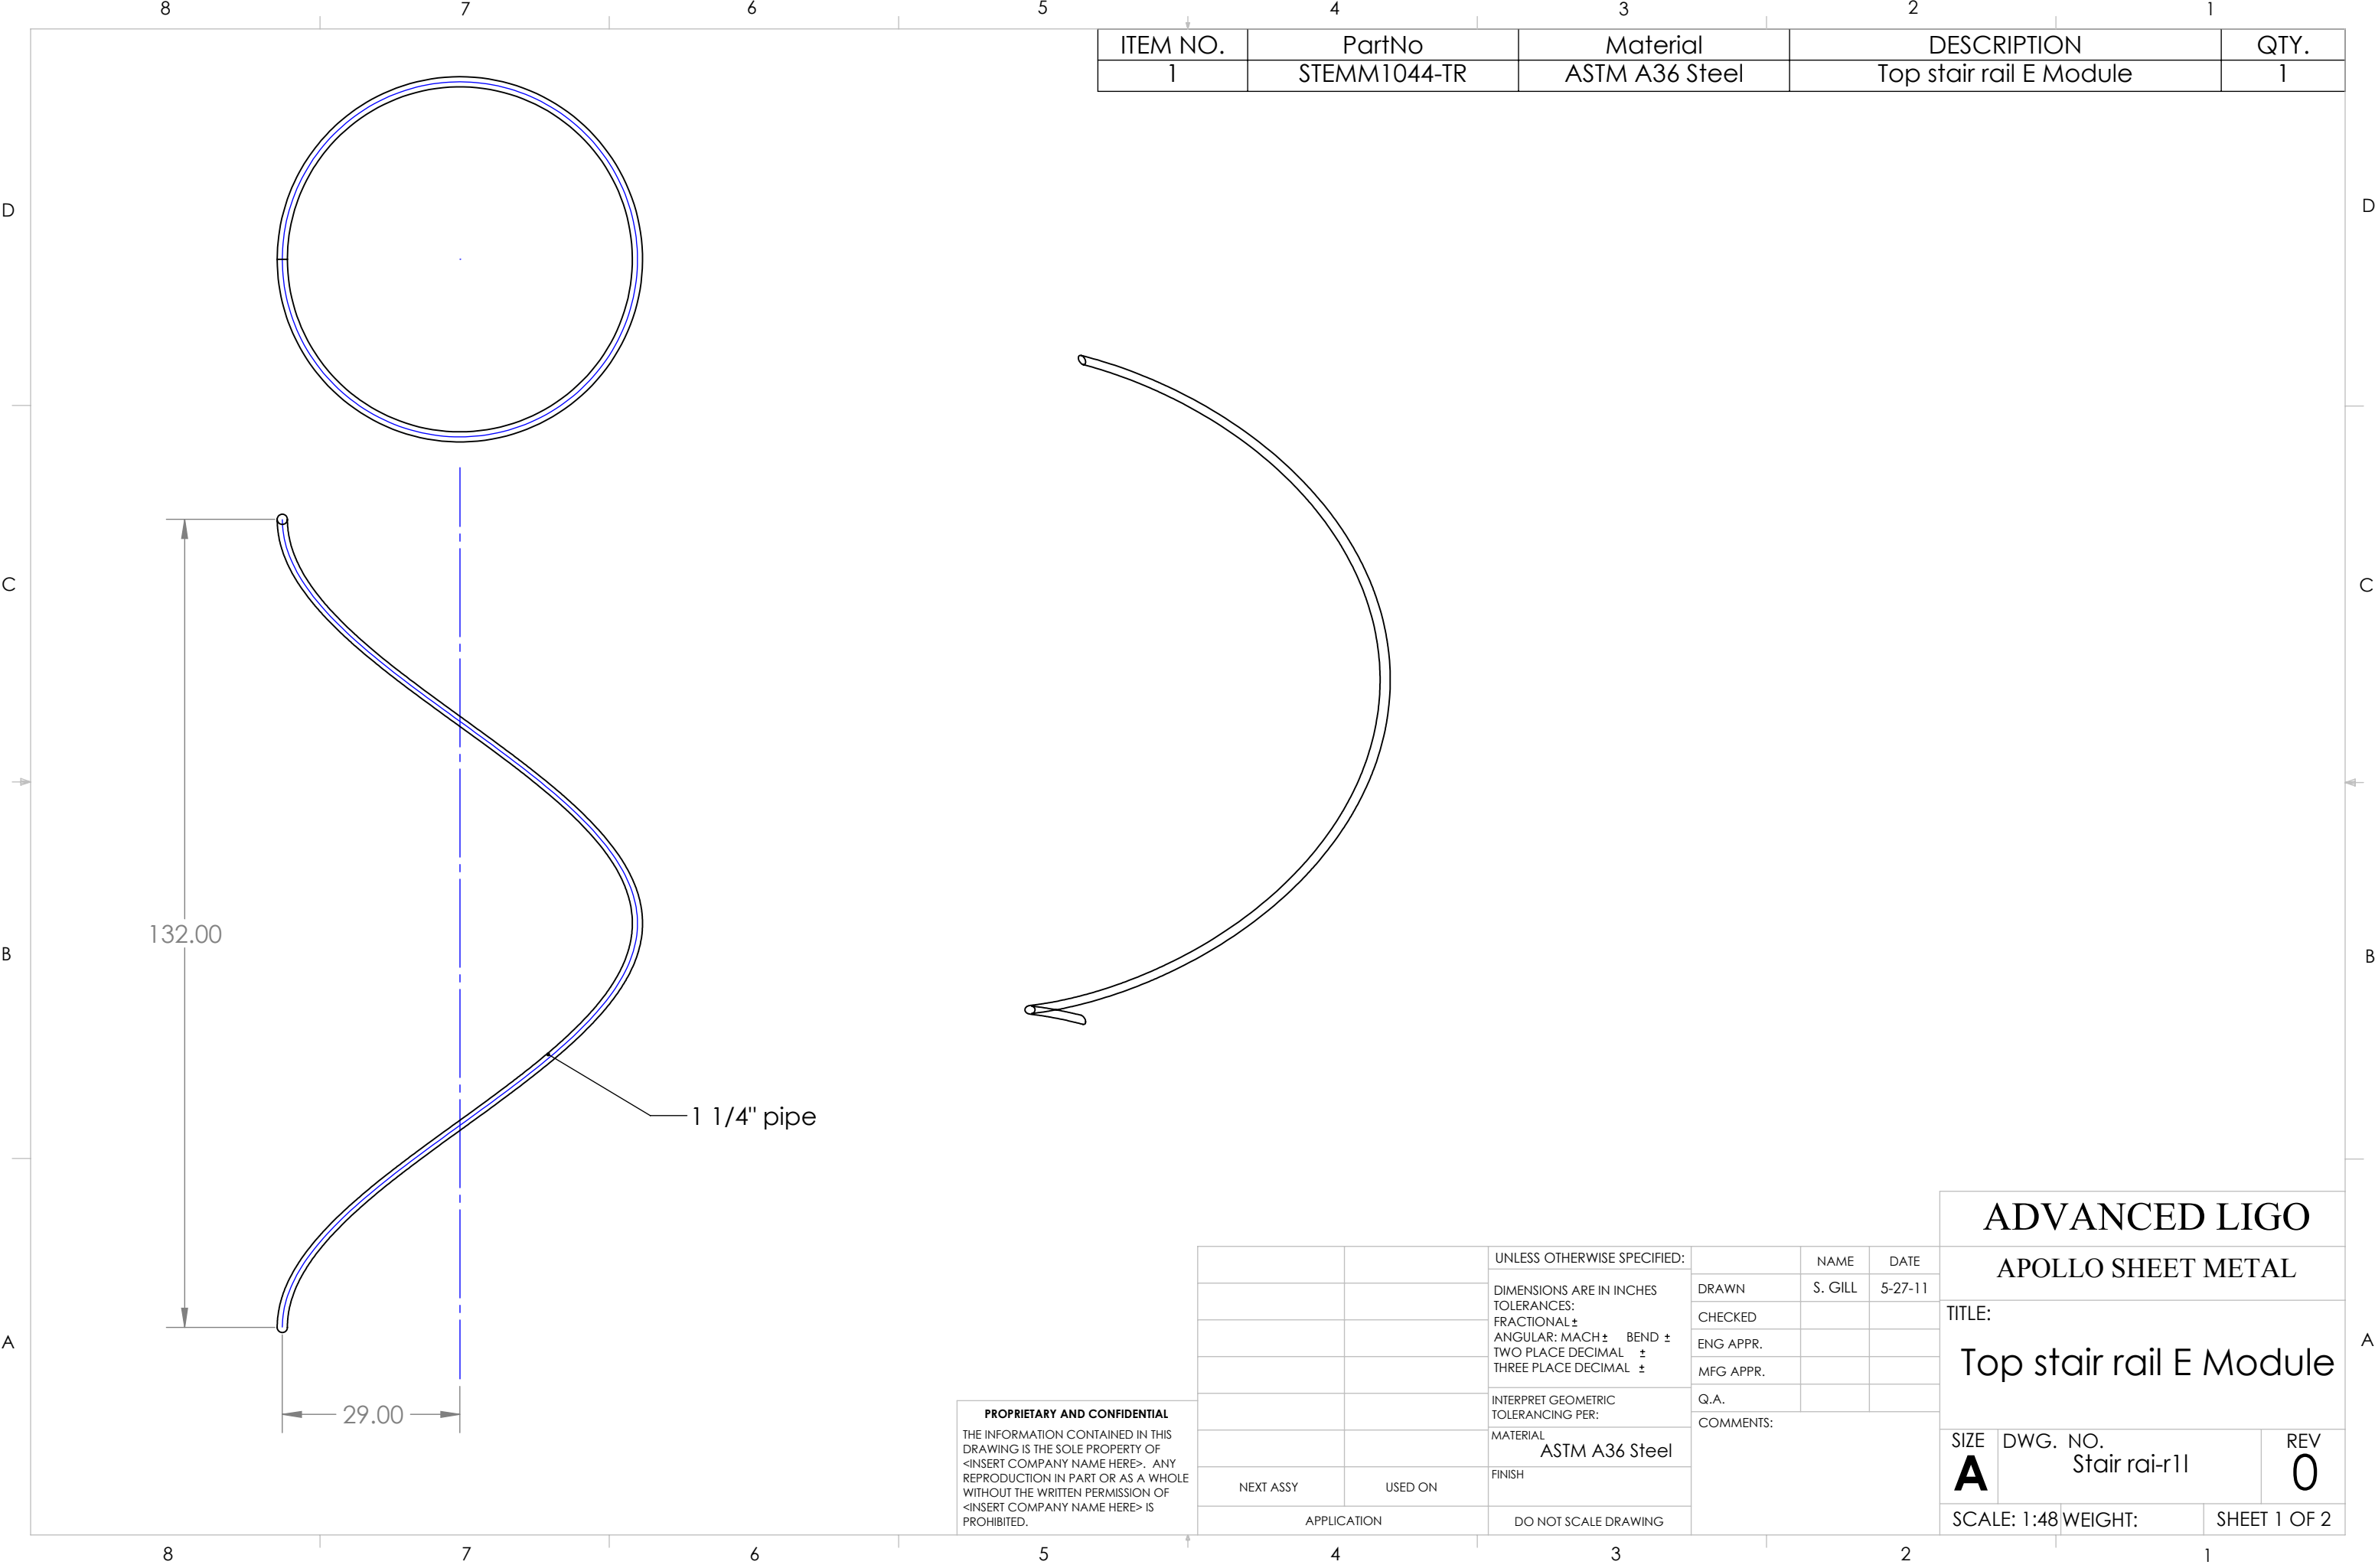 8 7 6 5 4 3 2 1
ITEM NO. PartNo Material DESCRIPTION QTY.
1 STEMM1044-TR ASTM A36 Steel Top stair rail E Module 1
D D
C C
132.00
B B
1 1/4" pipe
A A
29.00
PROPRIETARY AND CONFIDENTIAL
THE INFORMATION CONTAINED IN THIS
DRAWING IS THE SOLE PROPERTY OF
<INSERT COMPANY NAME HERE>. ANY
REPRODUCTION IN PART OR AS A WHOLE
WITHOUT THE WRITTEN PERMISSION OF
<INSERT COMPANY NAME HERE> IS
PROHIBITED.
NEXT ASSY USED ON
APPLICATION
UNLESS OTHERWISE SPECIFIED:
DIMENSIONS ARE IN INCHES
TOLERANCES:
FRACTIONAL ±
ANGULAR: MACH ± BEND ±
TWO PLACE DECIMAL ±
THREE PLACE DECIMAL ±
INTERPRET GEOMETRIC
TOLERANCING PER:
MATERIAL
ASTM A36 Steel
FINISH
DO NOT SCALE DRAWING
NAME DATE
DRAWN S. GILL 5-27-11
CHECKED
ENG APPR.
MFG APPR.
Q.A.
COMMENTS:
ADVANCED LIGO
APOLLO SHEET METAL
TITLE:
Top stair rail E Module
SIZE DWG. NO. REV
A Stair rai-r1l 0
SCALE: 1:48 WEIGHT: SHEET 1 OF 2
8 7 6 5 4 3 2 1